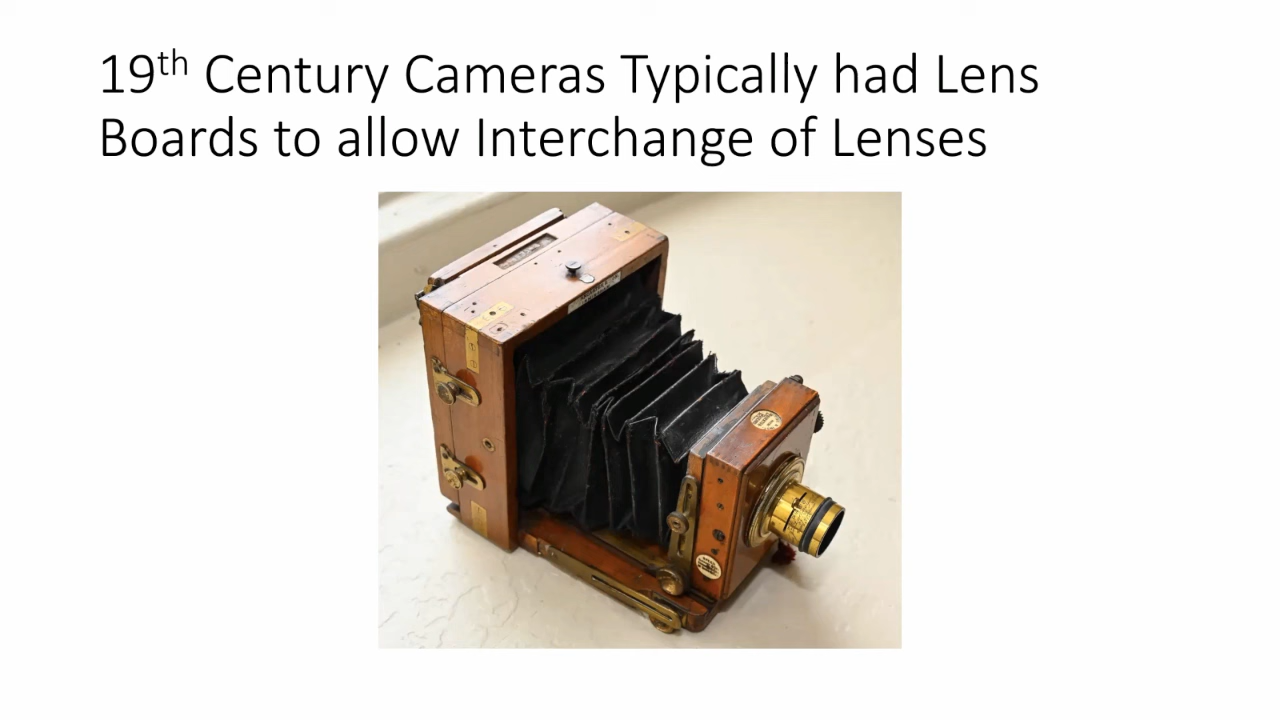 19th Century Cameras Typically had Lens
Boards to allow Interchange of Lenses